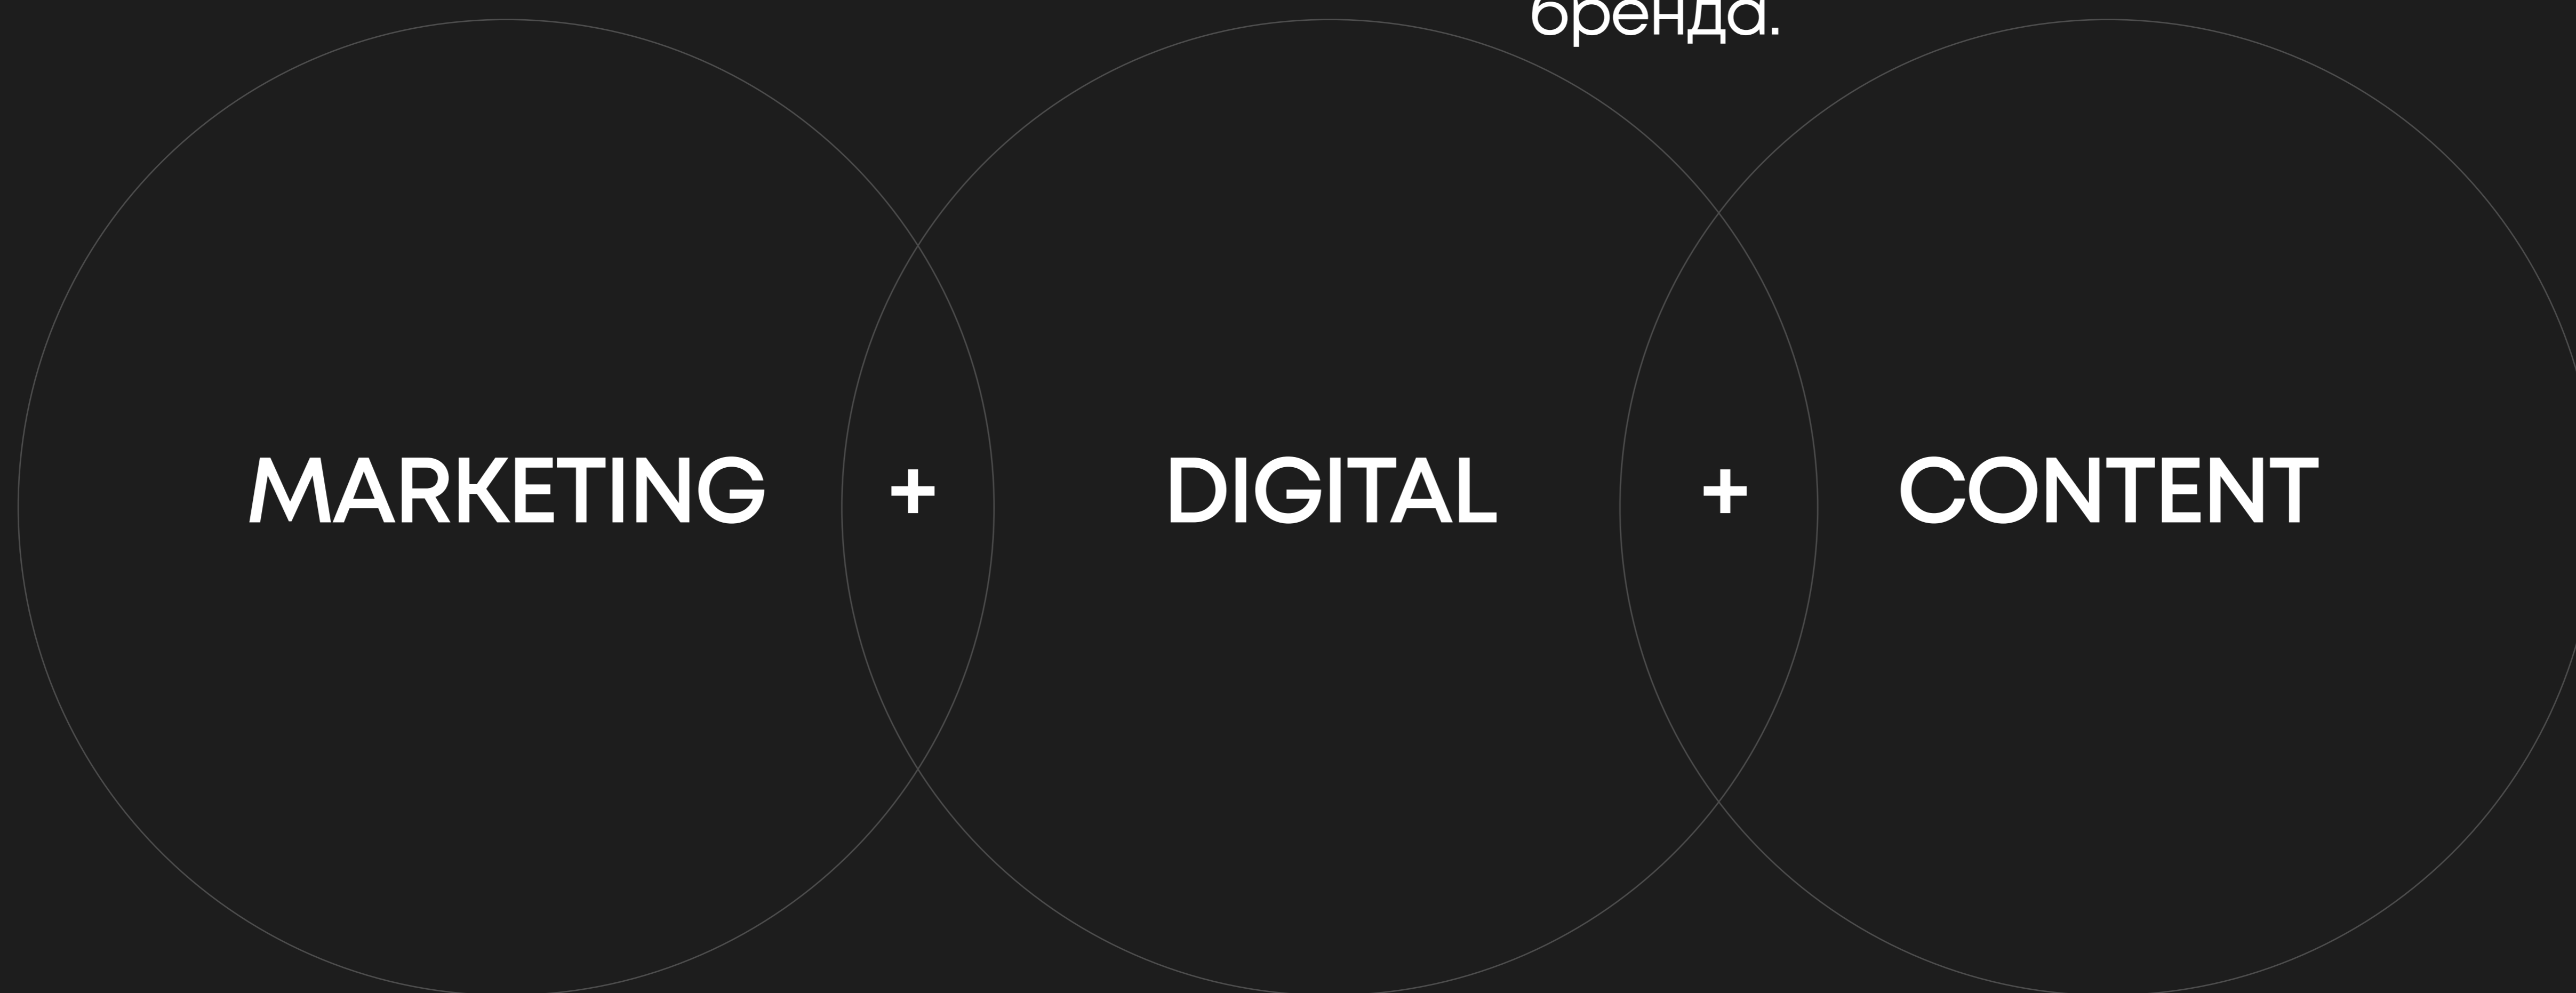 бренда.
MARKETING + DIGITAL + CONTENT